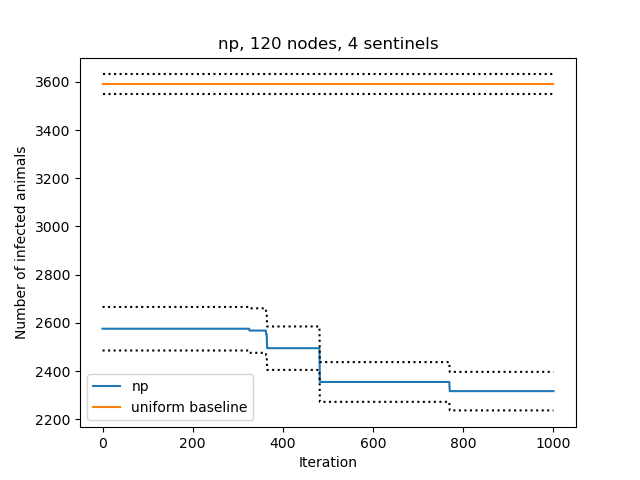 np, 120 nodes, 4 sentinels
Number of infected animals
3600
3400
3200
3000
2800
2600
2400
2200
np
uniform baseline
0
200
400
600
800
1000
Iteration